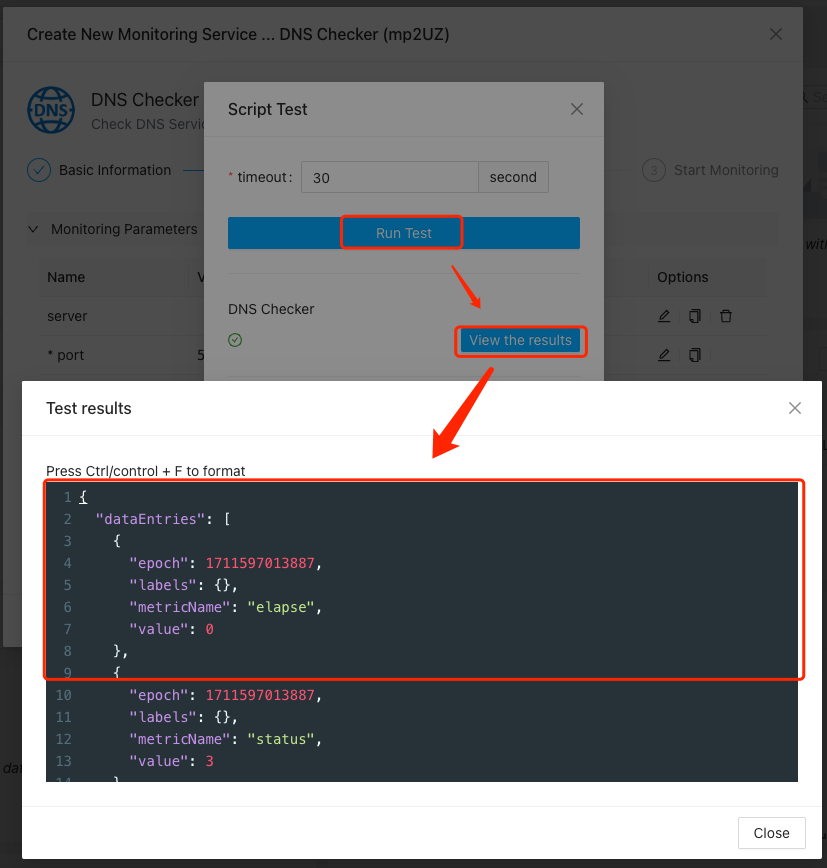 Create New Monitoring Service ... DNS Checker (mp2UZ)
DNS
DNS Checker
Check DNS Servic
Basic Information
3 Start Monitoring
Monitoring Parameters
Name
Options
server
* port
5
Script Test
* timeout:
30
second
Run Test
DNS Checker
View the results
with
Test results
Press Ctrl/control + F to format
1 {
2 "dataEntries": [
3 {
4 "epoch": 1711597013887,
5 "labels": {},
6 "metricName": "elapse",
7 "value": 0
8 },
9 {
10 "epoch": 1711597013887,
11 "labels": {},
12 "metricName": "status",
13 "value": 3
14 }
Close